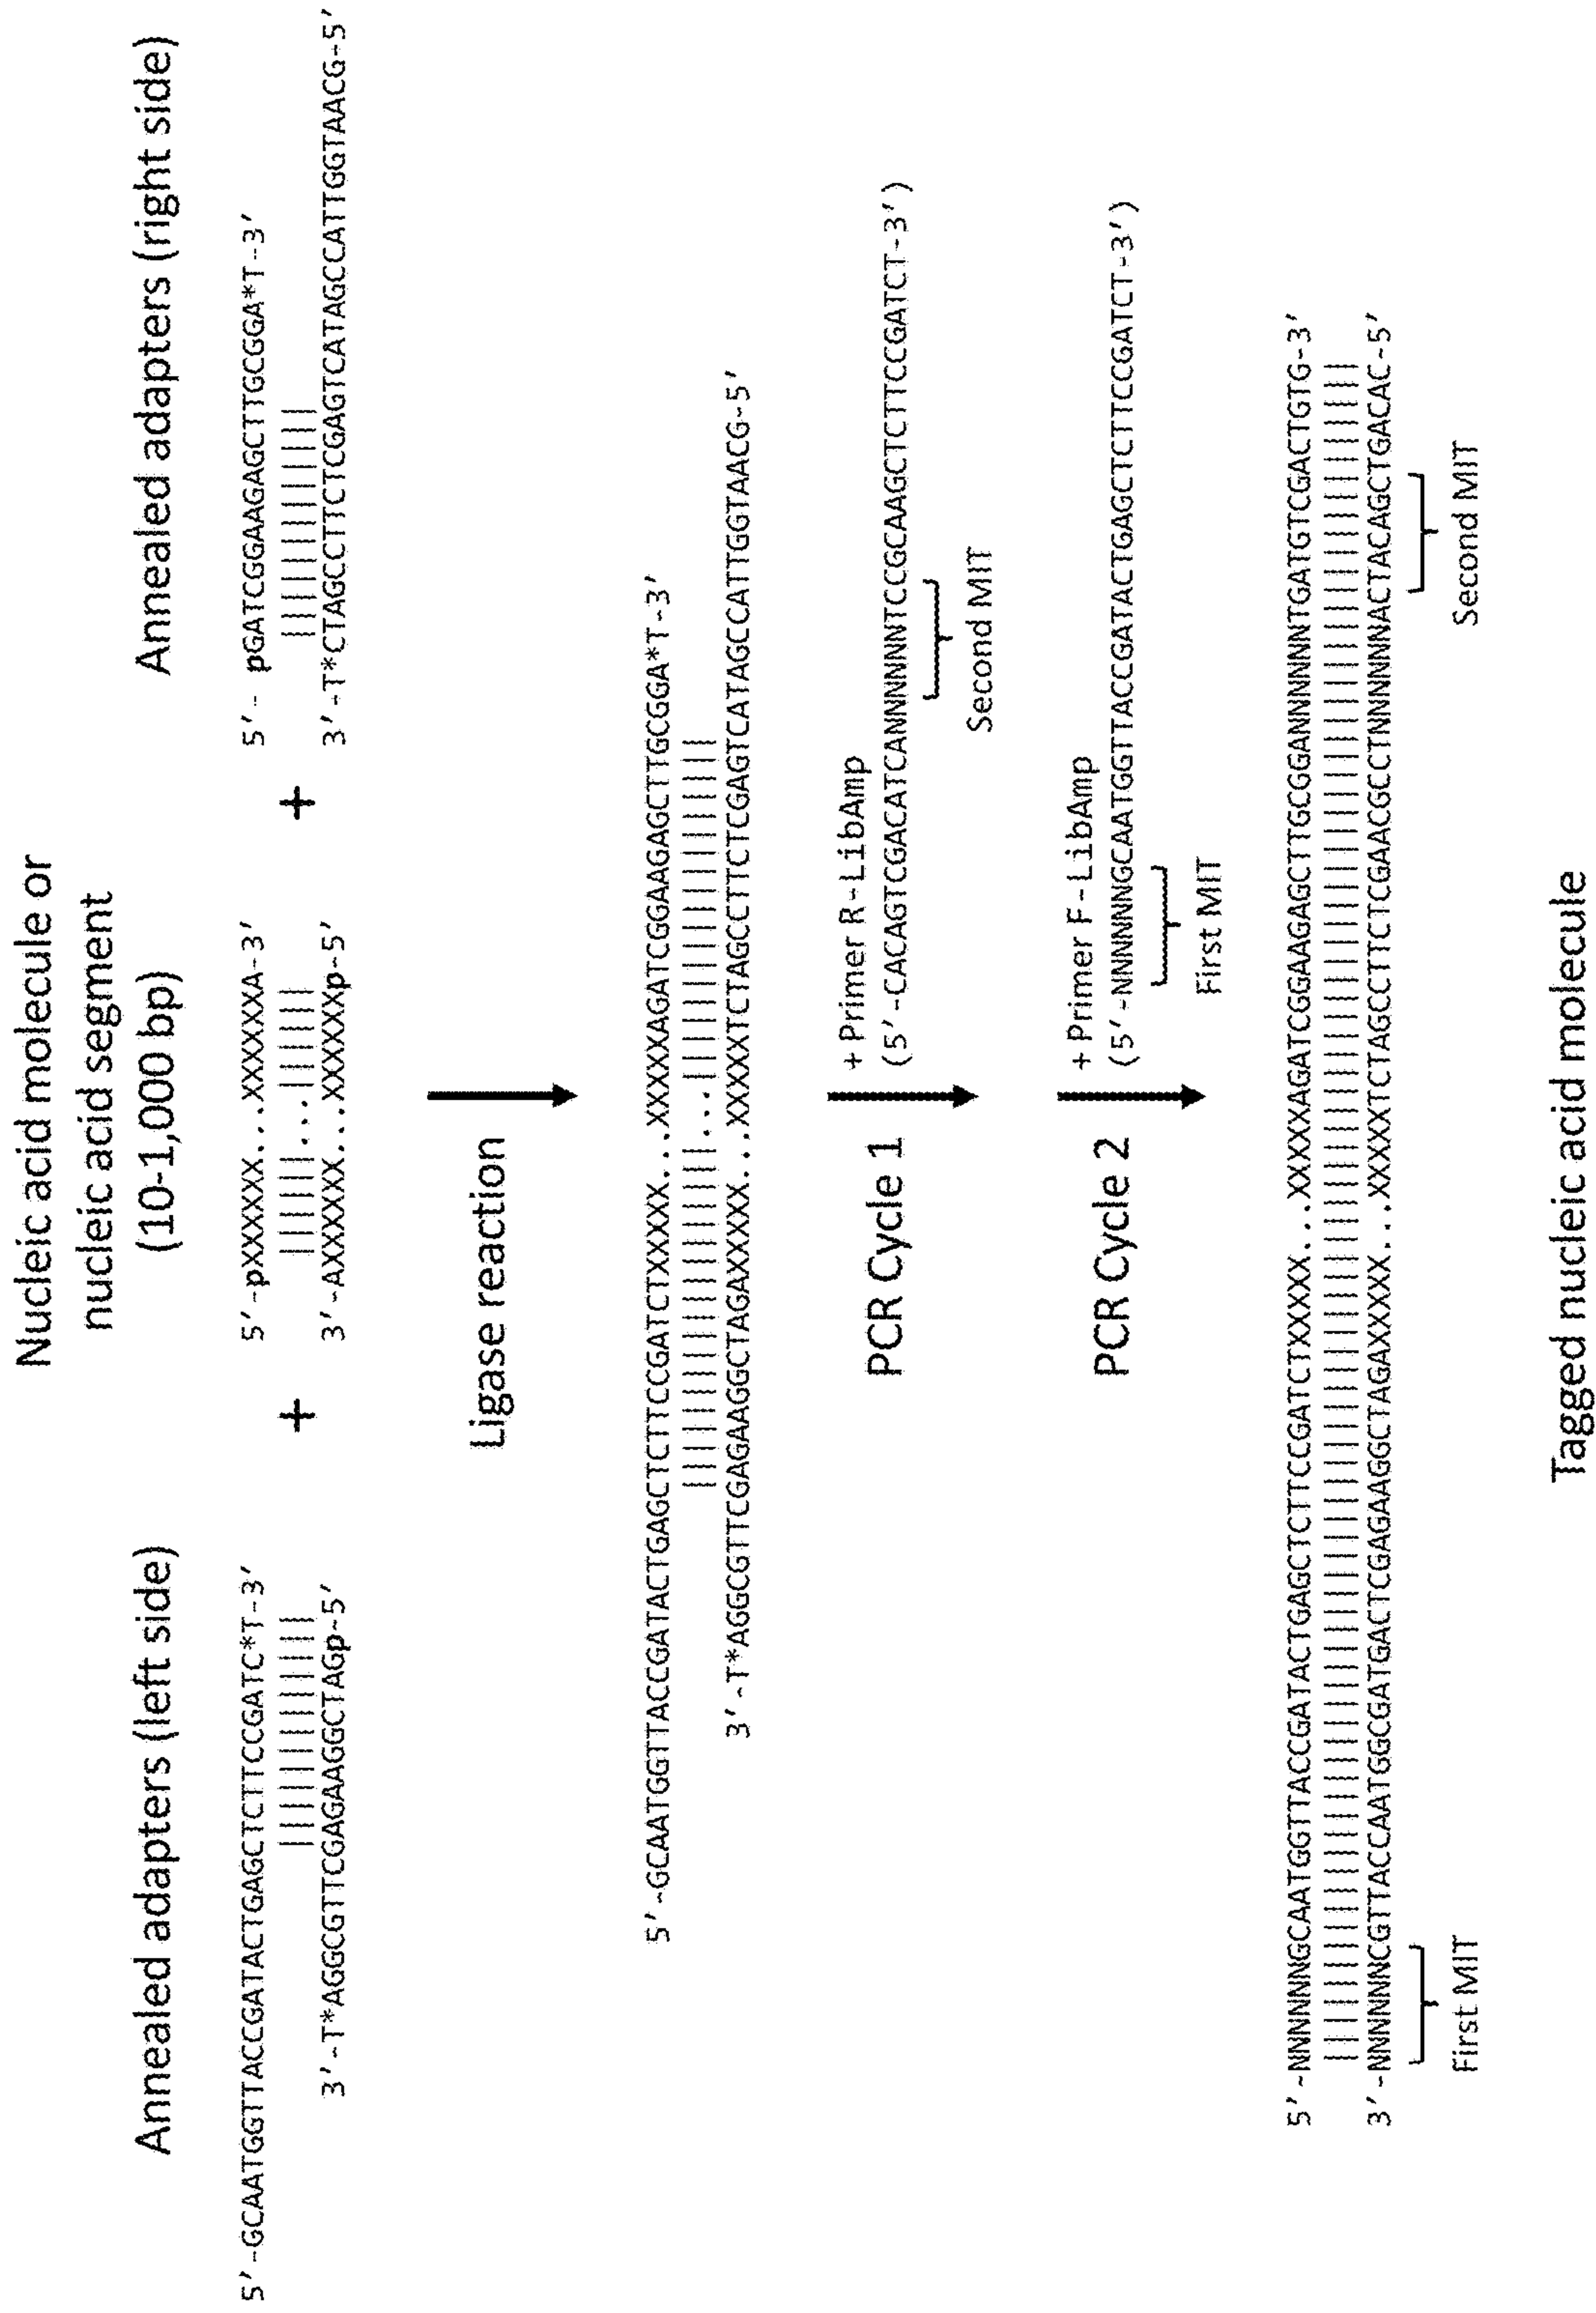 Nucleic acid molecule or
nucleic acid segment
(10-1,000 bp)
Annealed adapters (left side)
Annealed adapters (right side)
5′-GCAATGGTTACCGATACTGAGCTCTTCCGATC*T-3′
3′-T*AGGCGTTCGAGAAGGCTAGp-5′
+
5′-pXXXXXX...XXXXXXA-3′
3′-AXXXXXX...XXXXXXp-5′
+
5′- pGATCGGAAGAGCTTGCGGA*T-3′
3′-T*CTAGCCTTCTCGAGTCATAGCCATTGGTAACG-5′
Ligase reaction
5′-GCAATGGTTACCGATACTGAGCTCTTCCGATCTXXXXX...XXXXXAGATCGGAAGAGCTTGCGGA*T-3′
3′-T*AGGCGTTCGAGAAGGCTAGAXXXXX...XXXXXTCTAGCCTTCTCGAGTCATAGCCATTGGTAACG-5′
PCR Cycle 1
+ Primer R-LibAmp
(5′-CACAGTCGACATCANNNNNNTCCGCAAGCTCTTCCGATCT-3′)
Second MIT
PCR Cycle 2
+ Primer F-LibAmp
(5′-NNNNNNGCAATGGTTACCGATACTGAGCTCTTCCGATCT-3′)
First MIT
5′-NNNNNNGCAATGGTTACCGATACTGAGCTCTTCCGATCTXXXXX...XXXXXAGATCGGAAGAGCTTGCGGANNNNNNTGATGTCGACTGTG-3′
3′-NNNNNNCGTTACCAATGGCGATGACTCGAGAAGGCTAGAXXXXX...XXXXXTCTAGCCTTCTCGAACGCCTNNNNNNACTACAGCTGACAC-5′
First MIT
Second MIT
Tagged nucleic acid molecule